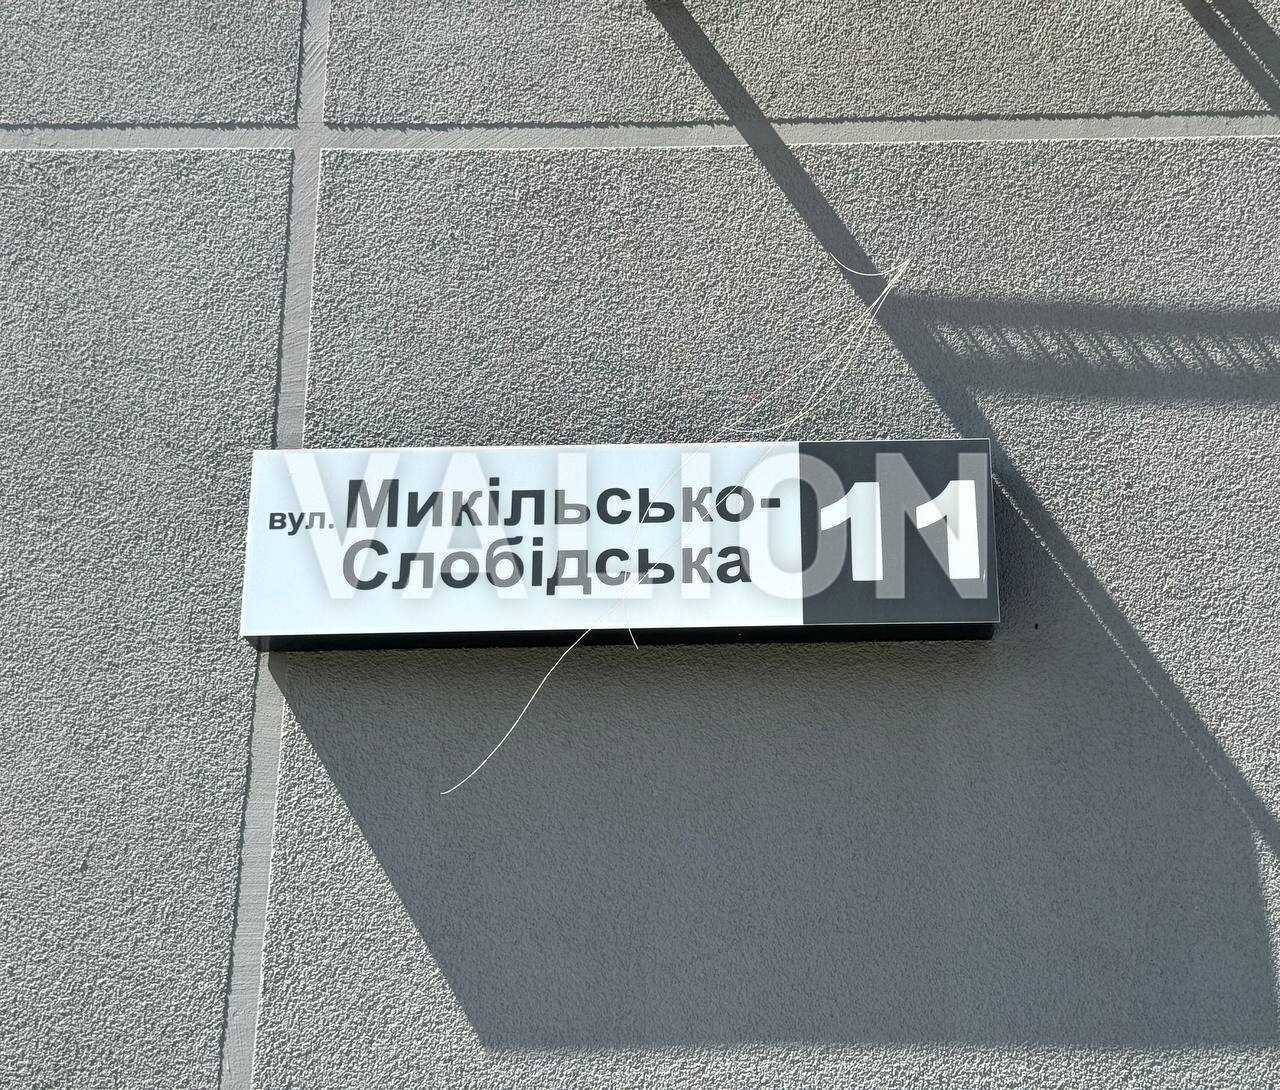 вул. Микільсько-
Слобідська
11
VALION